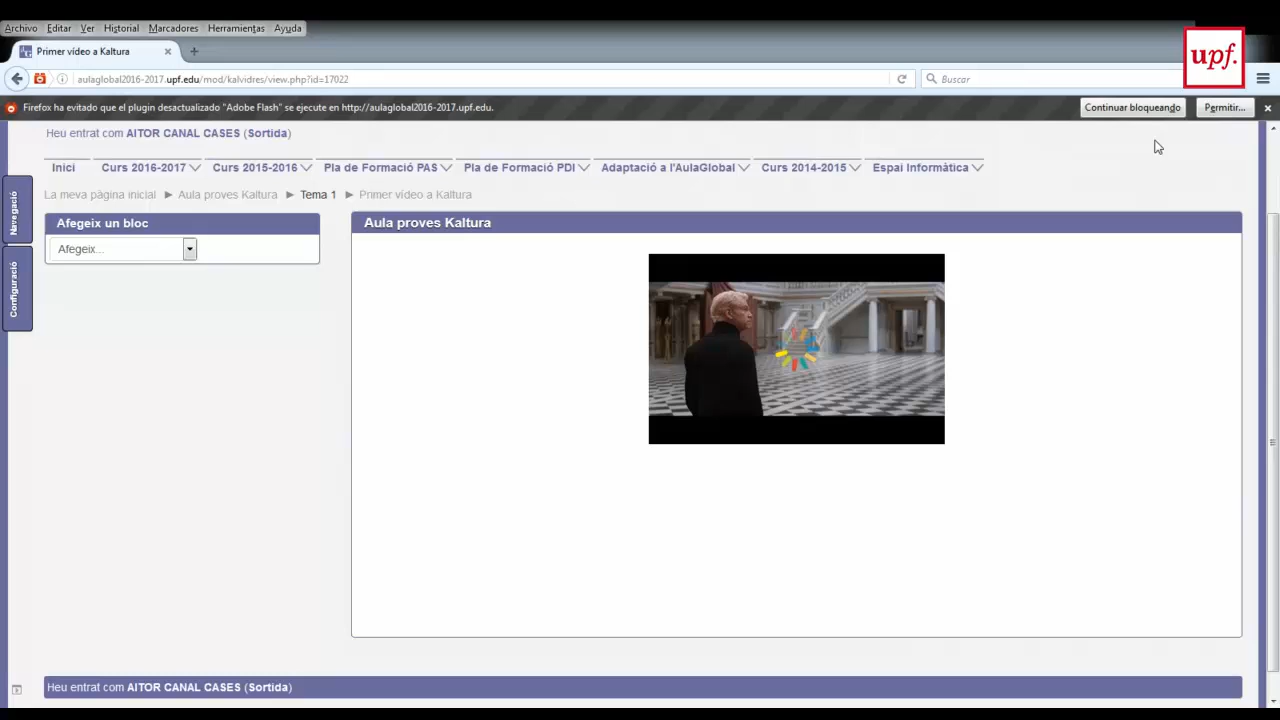 Archivo Editar Ver Historial Marcadores Herramientas Ayuda
Primer vídeo a Kaltura
upf.
aulaglobal2016-2017.upf.edu/mod/kalvidres/view.php?id=17022
Buscar
Firefox ha evitado que el plugin desactualizado "Adobe Flash" se ejecute en http://aulaglobal2016-2017.upf.edu.
Continuar bloqueando
Permitir...
Heu entrat com AITOR CANAL CASES (Sortida)
Inici Curs 2016-2017 Curs 2015-2016 Pla de Formació PAS Pla de Formació PDI Adaptació a l'AulaGlobal Curs 2014-2015 Espai Informàtica
La meva pàgina inicial ► Aula proves Kaltura ► Tema 1 ► Primer vídeo a Kaltura
Navegació
Configuració
Afegeix un bloc
Afegeix...
Aula proves Kaltura
Heu entrat com AITOR CANAL CASES (Sortida)